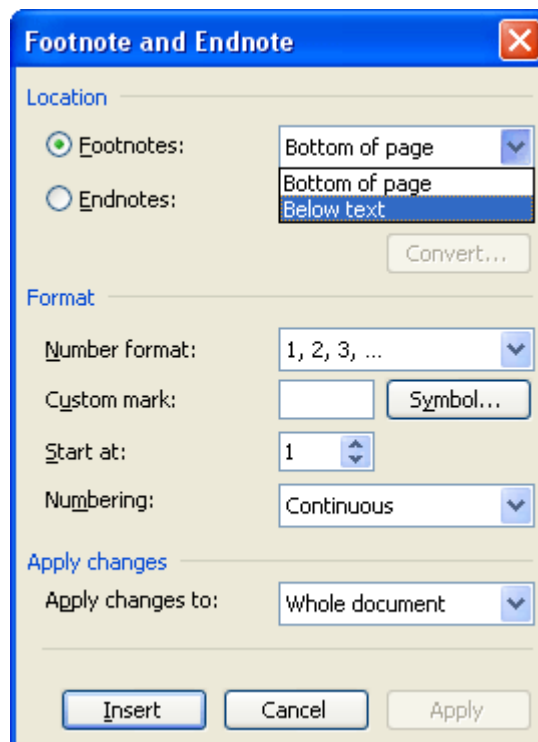 Footnote and Endnote
Location
Footnotes: Bottom of page
Bottom of page
Endnotes: Below text
Convert...
Format
Number format: 1, 2, 3, ...
Custom mark: Symbol...
Start at: 1
Numbering: Continuous
Apply changes
Apply changes to: Whole document
Insert Cancel Apply